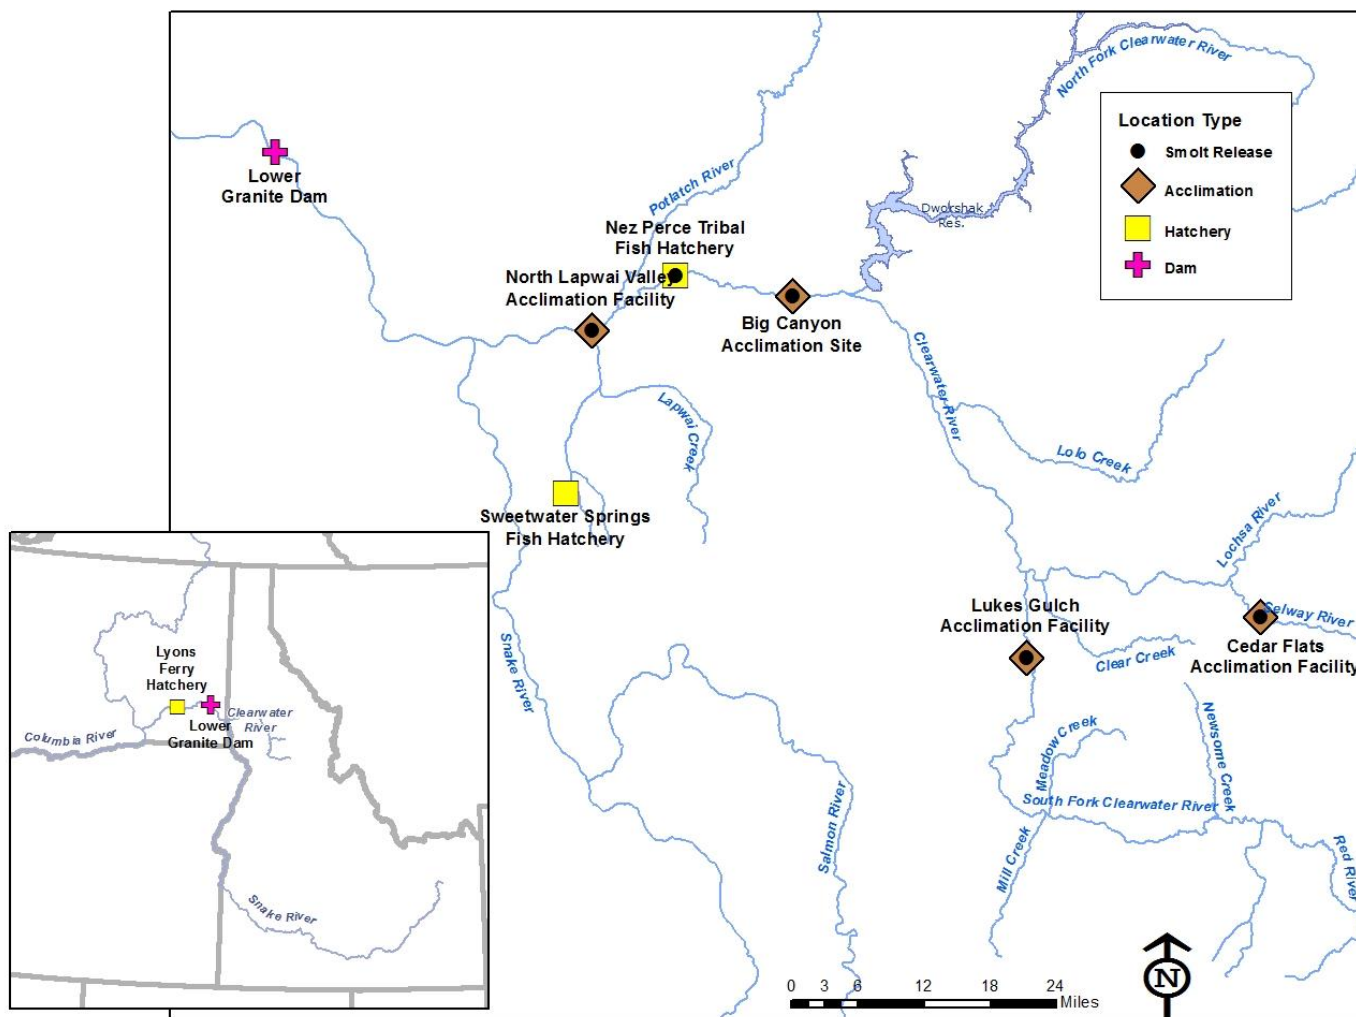 North Fork Clearwater River
Location Type
Smolt Release
Acclimation
Hatchery
Dam
Lower
Granite Dam
Potlatch River
Dworshak
Res.
Nez Perce Tribal
Fish Hatchery
North Lapwai Valley
Acclimation Facility
Big Canyon
Acclimation Site
Clearwater River
Lapwai Creek
Lolo Creek
Sweetwater Springs
Fish Hatchery
Lochsa River
Lukes Gulch
Acclimation Facility
Selway River
Cedar Flats
Acclimation Facility
Clear Creek
Snake River
Newsome Creek
Meadow Creek
South Fork Clearwater River
Salmon River
Mill Creek
Red River
Lyons
Ferry
Hatchery
Clearwater
River
Lower
Granite Dam
Columbia River
Snake River
0 3 6 12 18 24
Miles
N